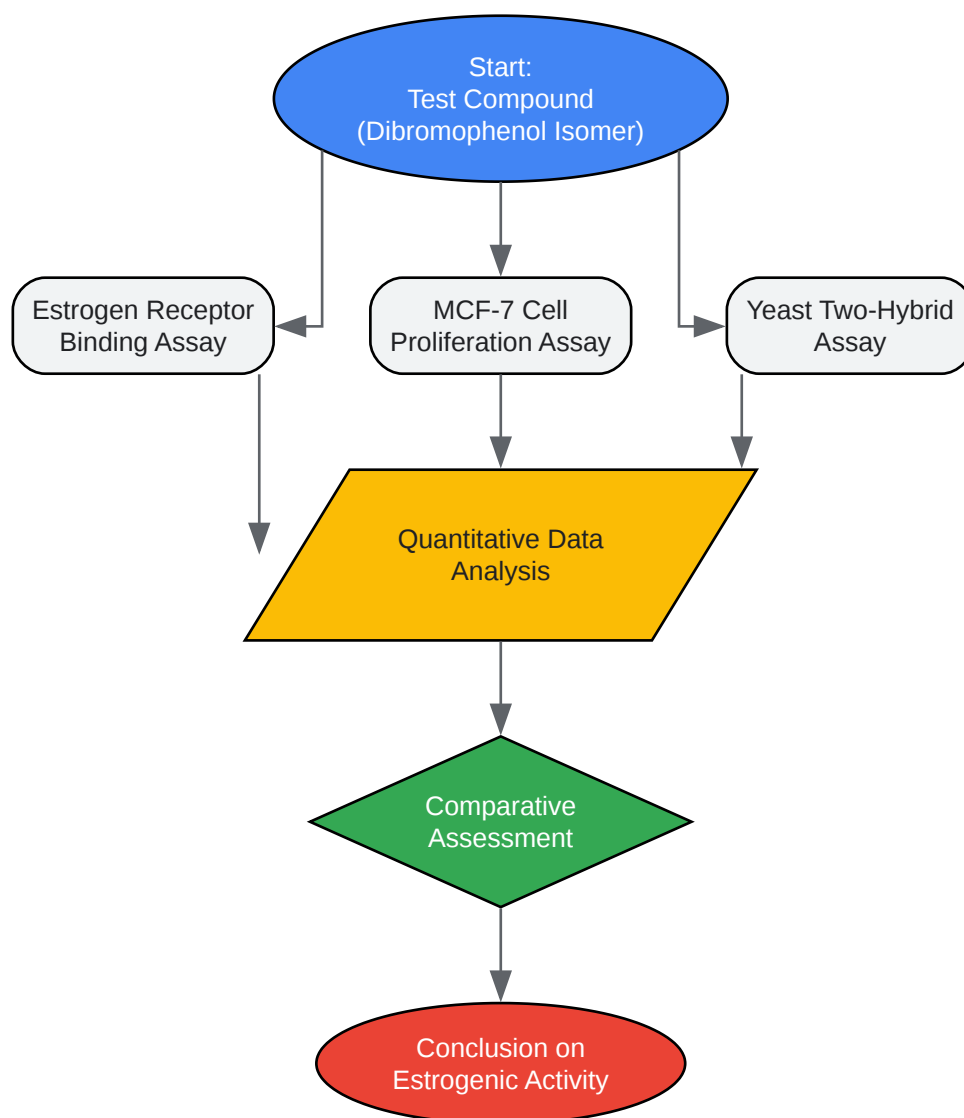 Start:
Test Compound
(Dibromophenol Isomer)
Estrogen Receptor
Binding Assay
MCF-7 Cell
Proliferation Assay
Yeast Two-Hybrid
Assay
Quantitative Data
Analysis
Comparative
Assessment
Conclusion on
Estrogenic Activity